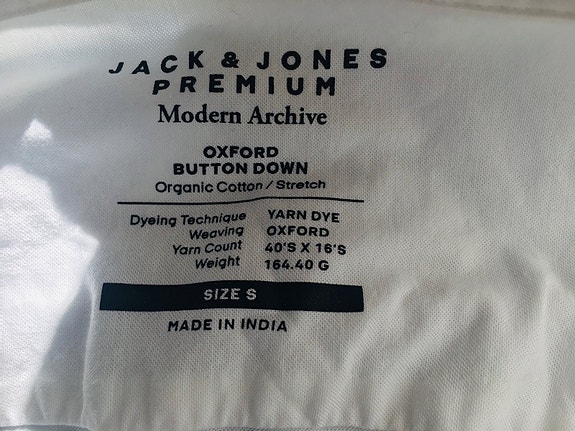 JACK & JONES
PREMIUM
Modern Archive
OXFORD
BUTTON DOWN
Organic Cotton / Stretch
Dyeing Technique YARN DYE
Weaving OXFORD
Yarn Count 40'S X 16'S
Weight 164.40 G
SIZE S
MADE IN INDIA